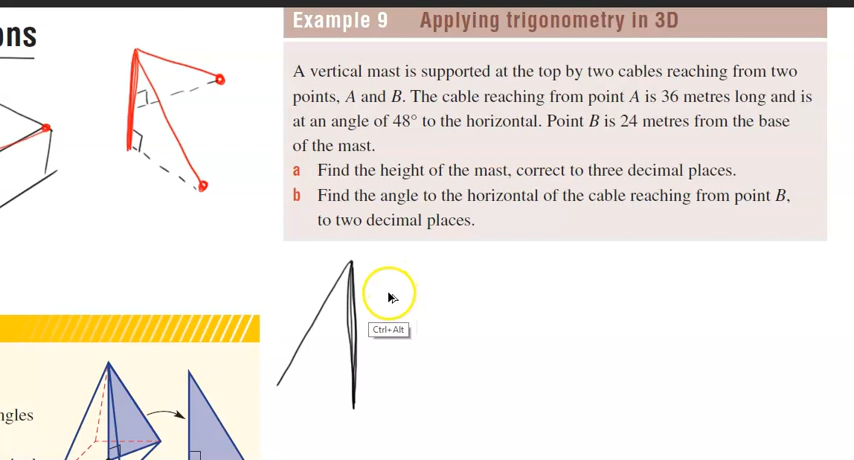 ons
Example 9 Applying trigonometry in 3D
A vertical mast is supported at the top by two cables reaching from two
points, A and B. The cable reaching from point A is 36 metres long and is
at an angle of 48° to the horizontal. Point B is 24 metres from the base
of the mast.
a Find the height of the mast, correct to three decimal places.
b Find the angle to the horizontal of the cable reaching from point B,
to two decimal places.
Ctrl+Alt
ngles